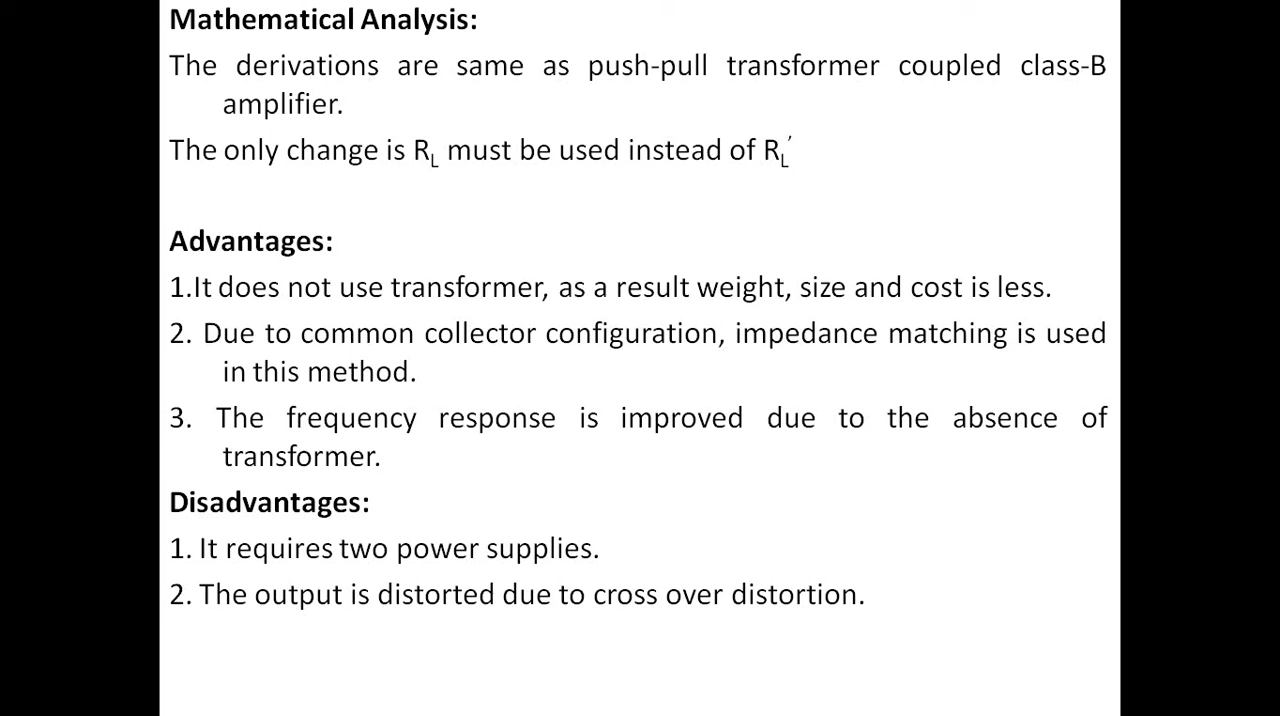 Mathematical Analysis:
The derivations are same as push-pull transformer coupled class-B
amplifier.
The only change is R_L must be used instead of R_L′
Advantages:
1.It does not use transformer, as a result weight, size and cost is less.
2. Due to common collector configuration, impedance matching is used
in this method.
3. The frequency response is improved due to the absence of
transformer.
Disadvantages:
1. It requires two power supplies.
2. The output is distorted due to cross over distortion.